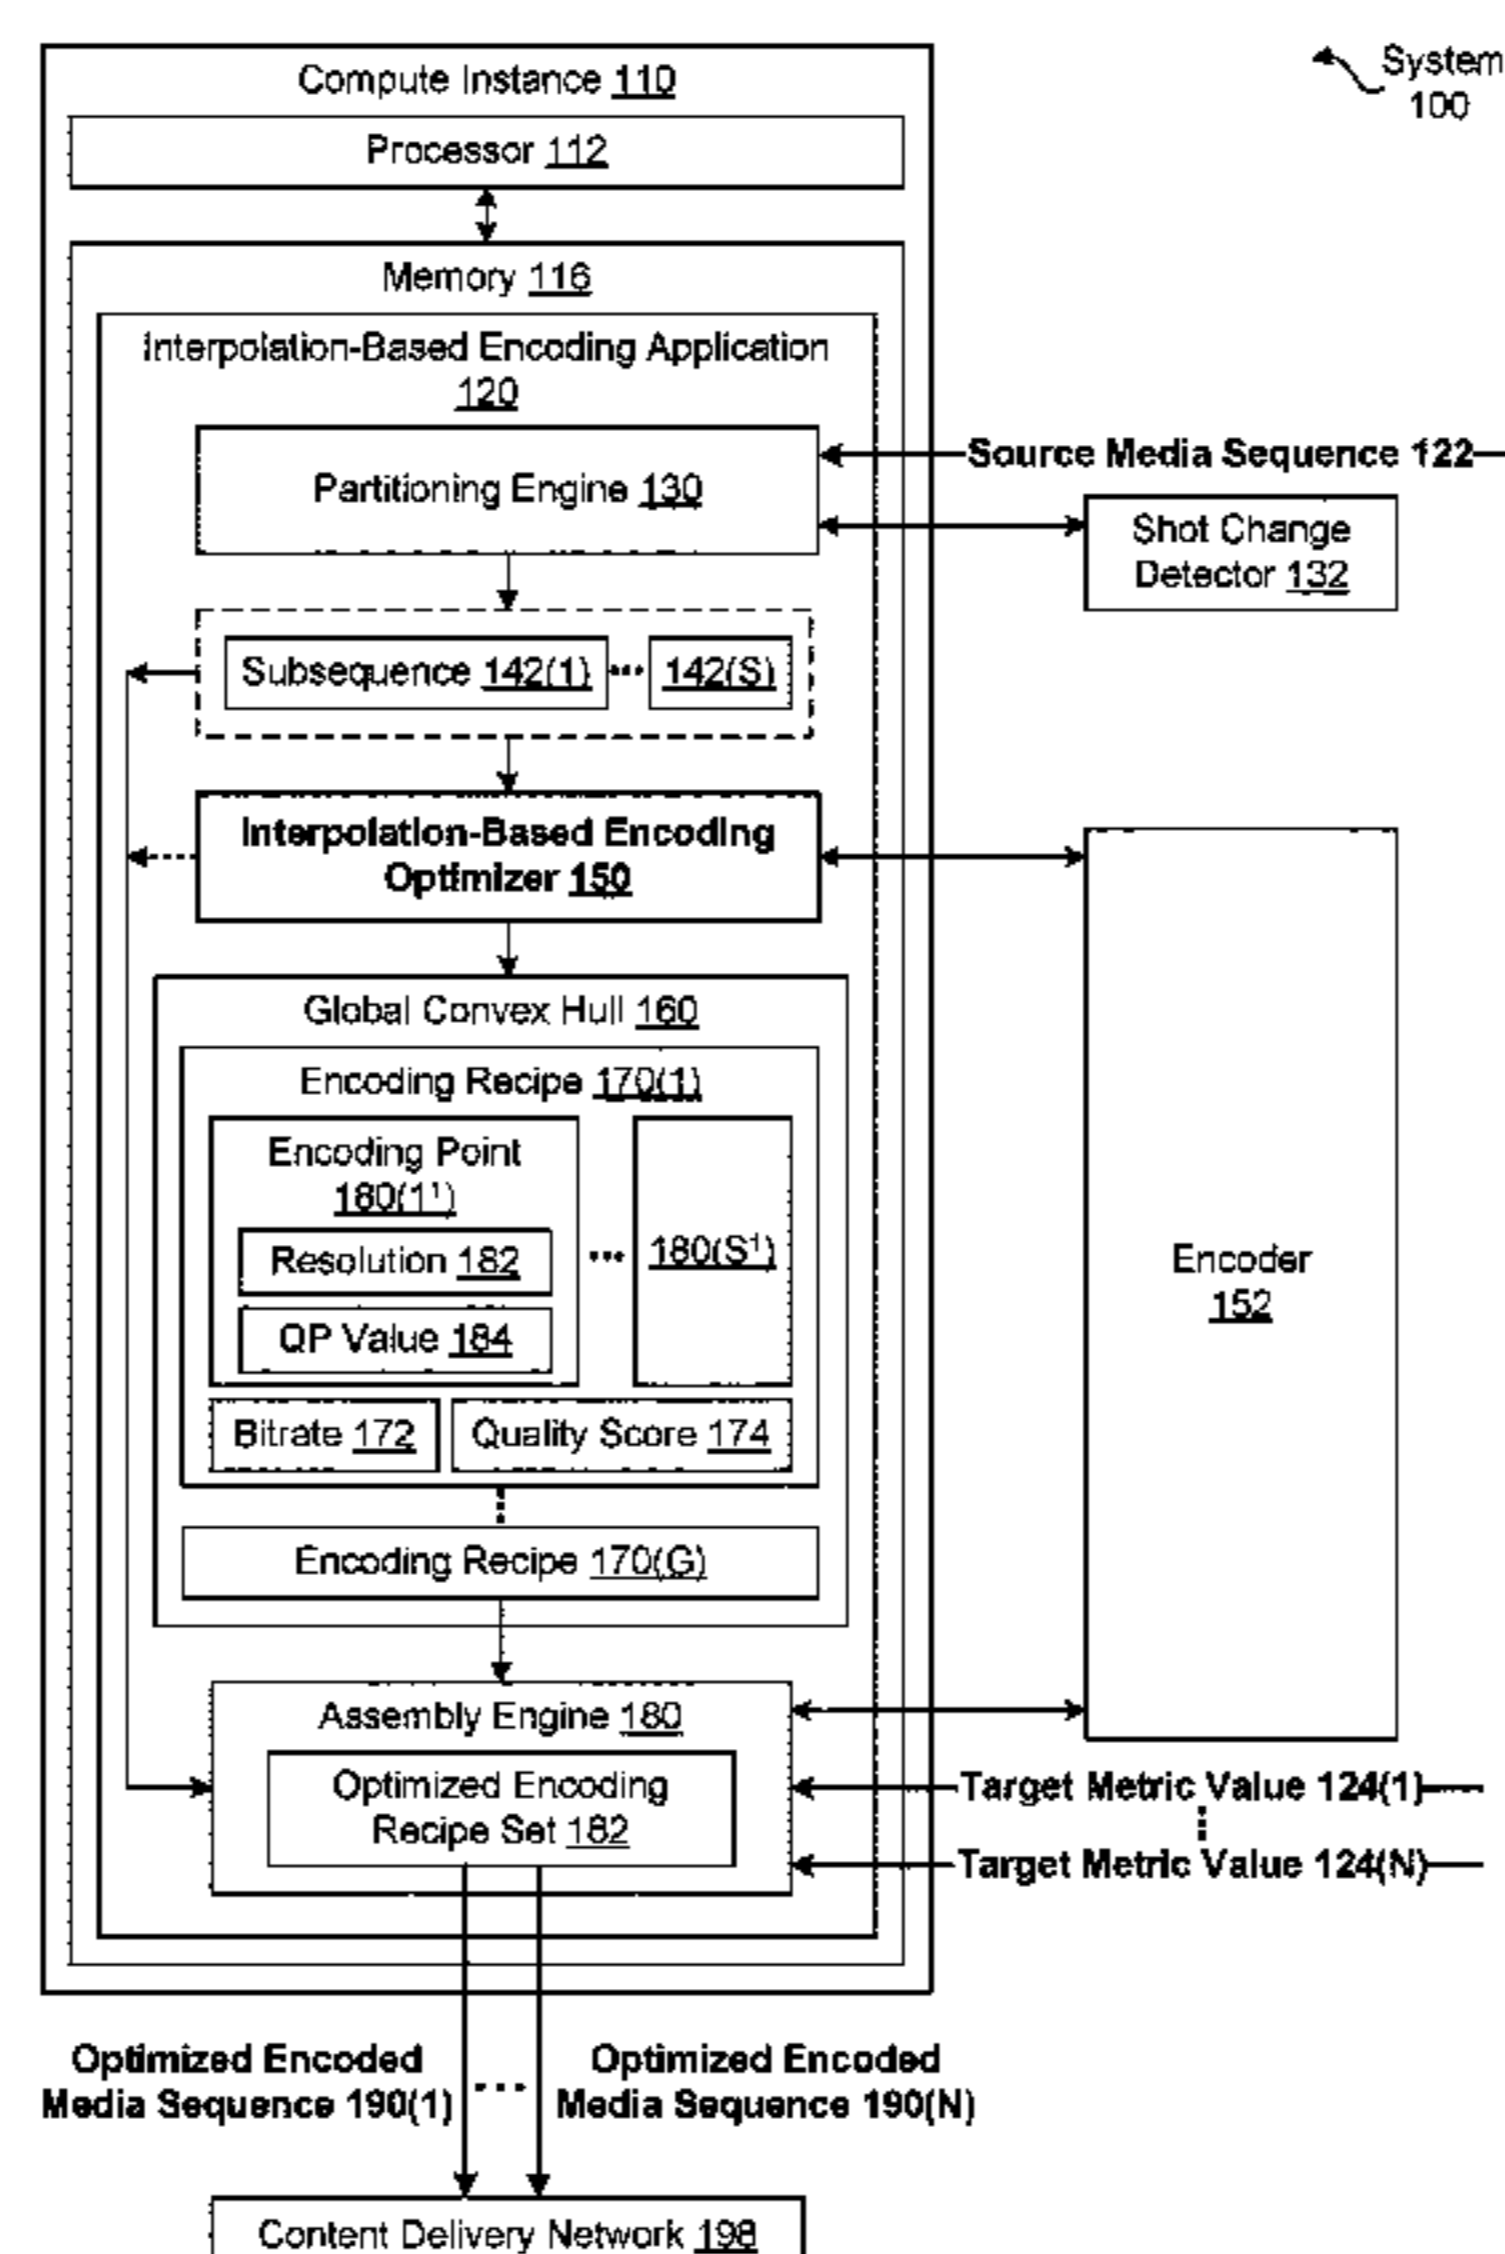 System
100
Compute Instance 110
Processor 112
Memory 116
Interpolation-Based Encoding Application
120
Source Media Sequence 122
Partitioning Engine 130
Shot Change
Detector 132
Subsequence 142(1) ... 142(S)
Interpolation-Based Encoding
Optimizer 150
Global Convex Hull 160
Encoding Recipe 170(1)
Encoding Point
180(1¹)
Resolution 182
QP Value 184
... 180(S¹)
Encoder
152
Bitrate 172
Quality Score 174
Encoding Recipe 170(G)
Assembly Engine 180
Optimized Encoding
Recipe Set 182
Target Metric Value 124(1)
Target Metric Value 124(N)
Optimized Encoded
Media Sequence 190(1)
...
Optimized Encoded
Media Sequence 190(N)
Content Delivery Network 198